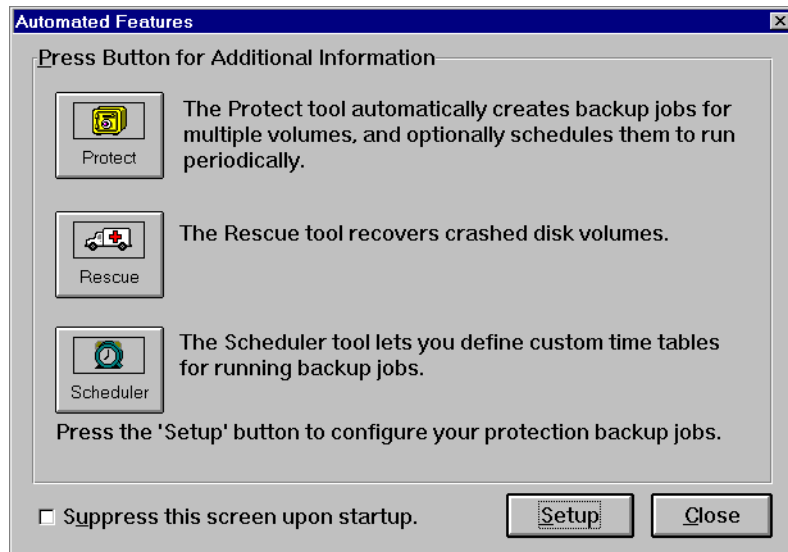 Automated Features
Press Button for Additional Information
Protect
The Protect tool automatically creates backup jobs for
multiple volumes, and optionally schedules them to run
periodically.
Rescue
The Rescue tool recovers crashed disk volumes.
Scheduler
The Scheduler tool lets you define custom time tables
for running backup jobs.
Press the 'Setup' button to configure your protection backup jobs.
Suppress this screen upon startup.
Setup
Close